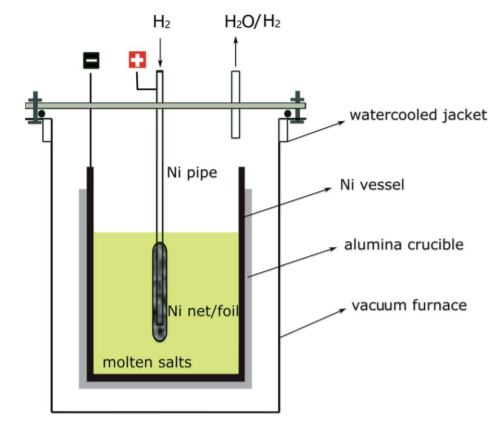 H₂
H₂O/H₂
watercooled jacket
Ni pipe
Ni vessel
alumina crucible
Ni net/foil
vacuum furnace
molten salts